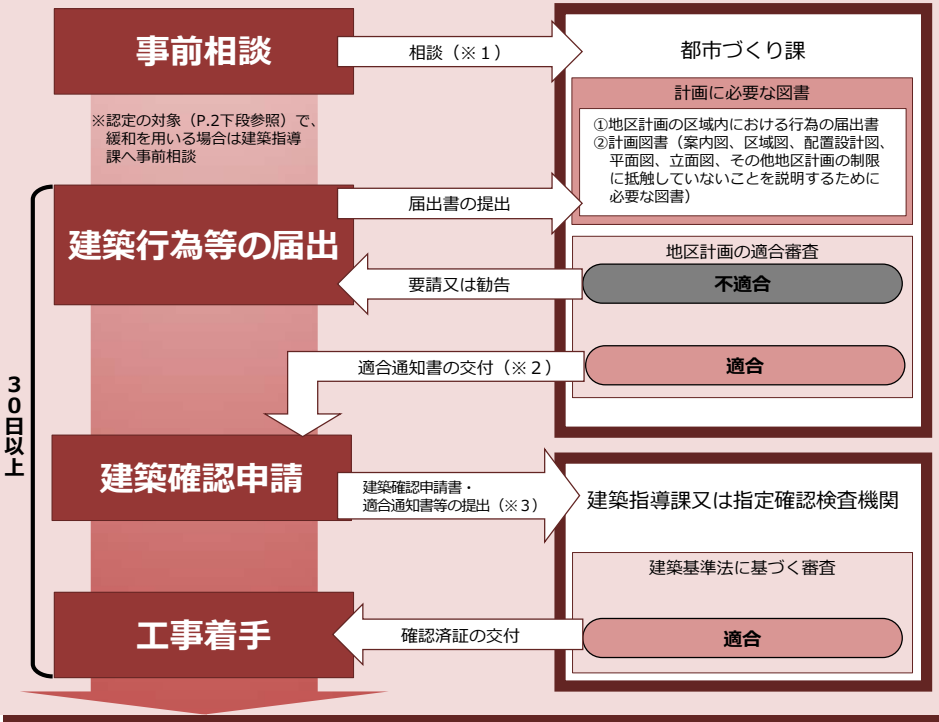 事前相談
相談（※１）
都市づくり課
計画に必要な図書
①地区計画の区域内における行為の届出書
②計画図書（案内図、区域図、配置設計図、
平面図、立面図、その他地区計画の制限
に抵触していないことを説明するために
必要な図書）
※認定の対象（P.2下段参照）で、
緩和を用いる場合は建築指導
課へ事前相談
建築行為等の届出
届出書の提出
地区計画の適合審査
不適合
要請又は勧告
適合通知書の交付（※２）
適合
30日以上
建築確認申請
建築確認申請書・
適合通知書等の提出（※３）
建築指導課又は指定確認検査機関
建築基準法に基づく審査
工事着手
確認済証の交付
適合